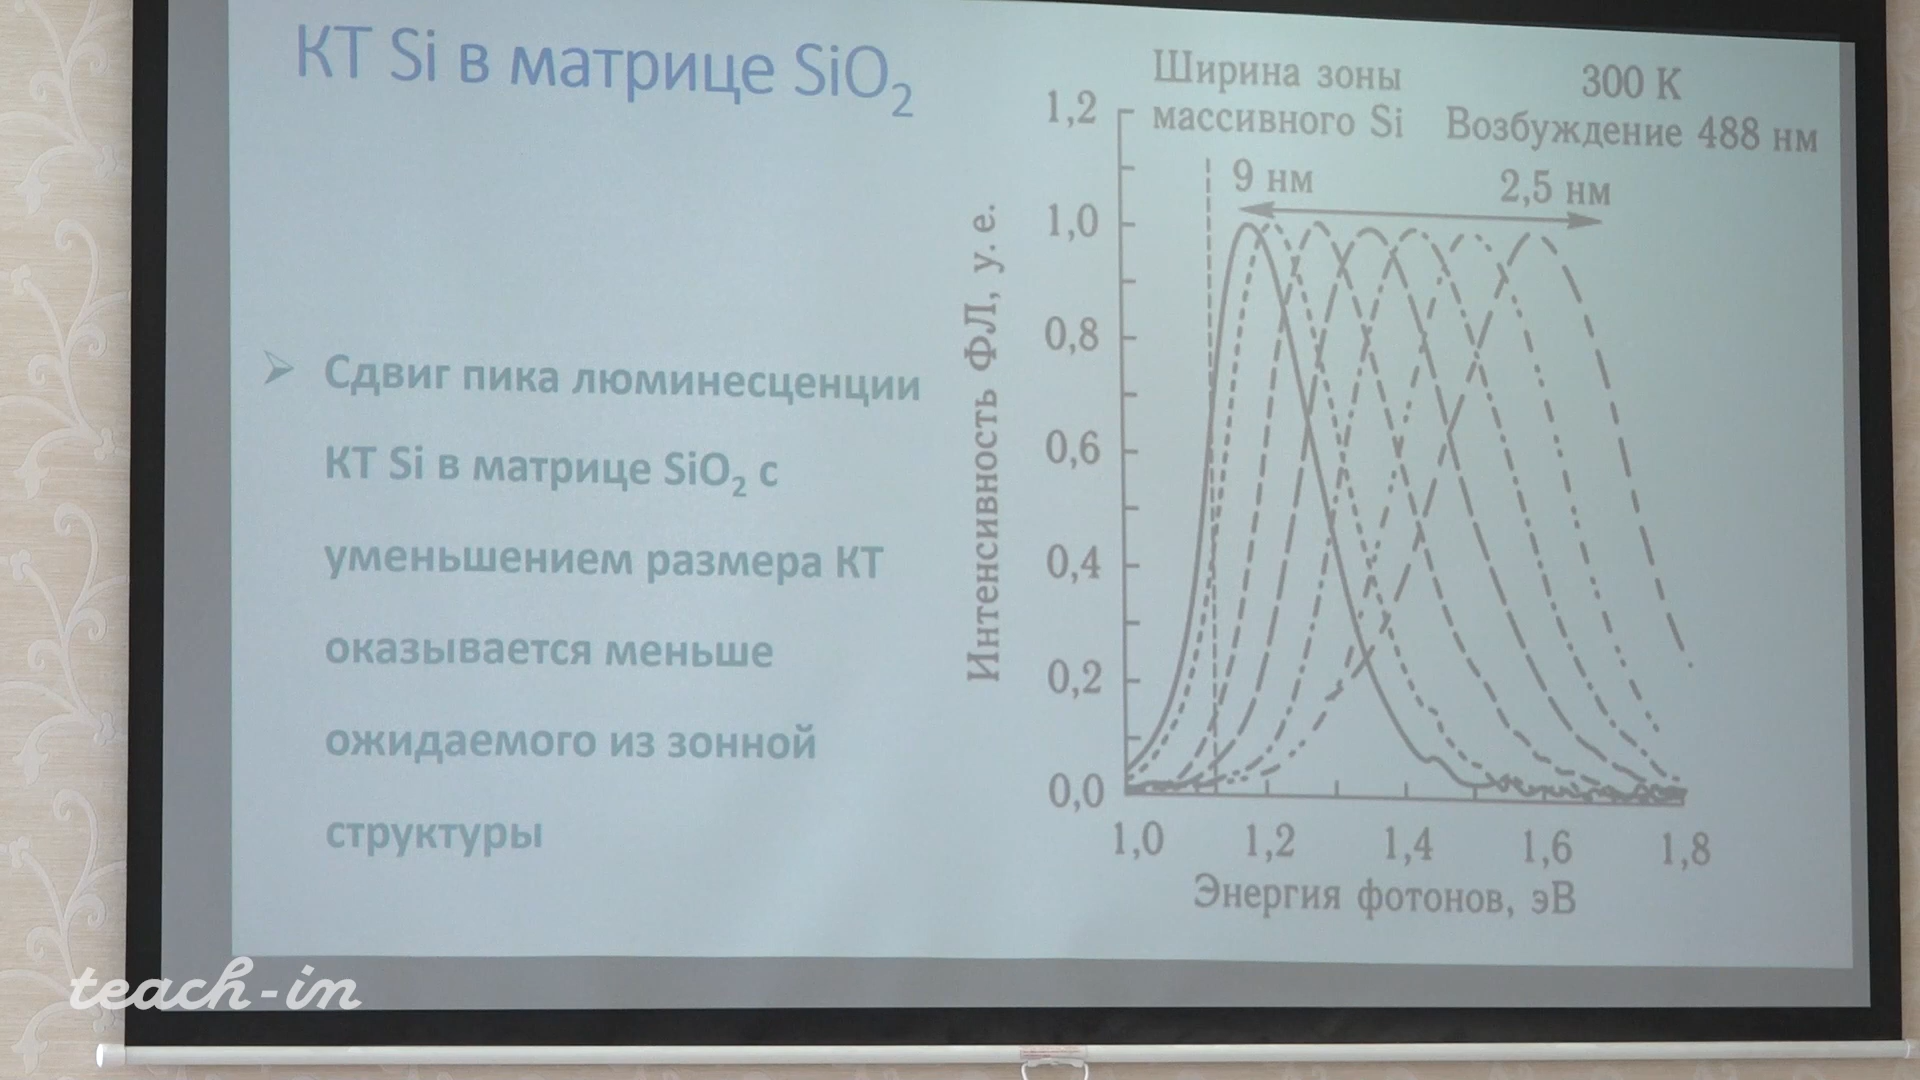 КТ Si в матрице SiO₂
➢ Сдвиг пика люминесценции
КТ Si в матрице SiO₂ с
уменьшением размера КТ
оказывается меньше
ожидаемого из зонной
структуры
Ширина зоны
массивного Si
300 К
Возбуждение 488 нм
9 нм
2,5 нм
Интенсивность ФЛ, у. е.
1,2
1,0
0,8
0,6
0,4
0,2
0,0
1,0 1,2 1,4 1,6 1,8
Энергия фотонов, эВ
teach-in